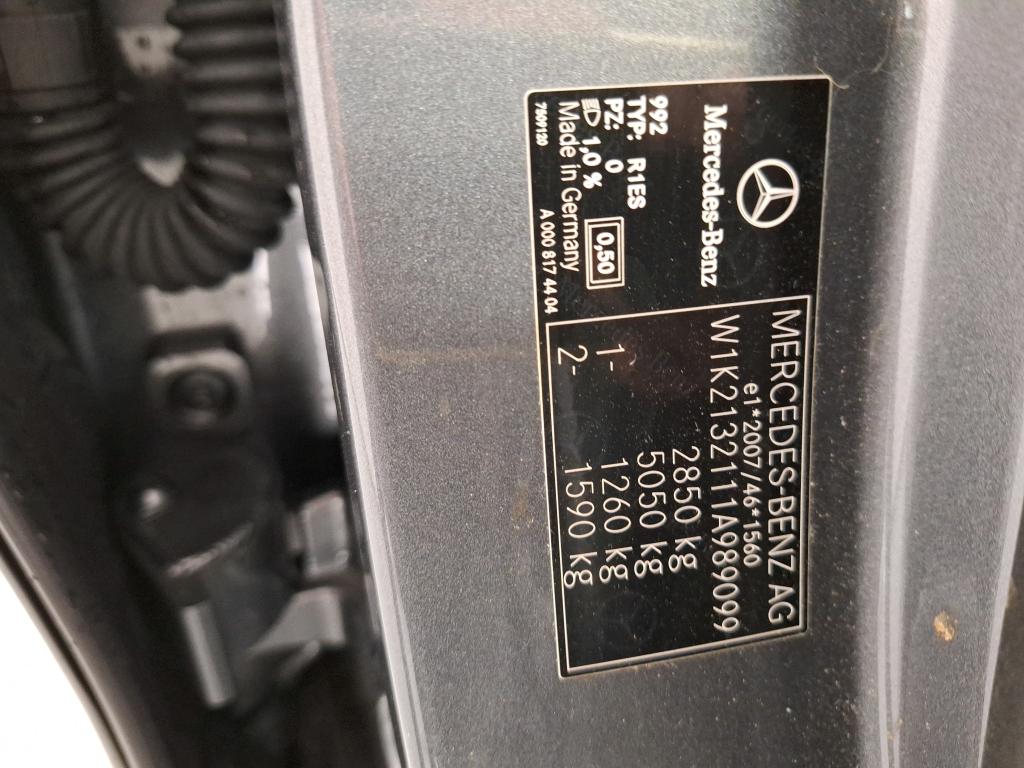 Mercedes-Benz
992
TYP: R1ES
PZ: 0
1,0 %
0,50
Made in Germany
7609120
A 000 817 44 04
MERCEDES-BENZ AG
e1*2007/46*1560
W1K2132111A989099
2850 kg
5050 kg
1- 1260 kg
2- 1590 kg